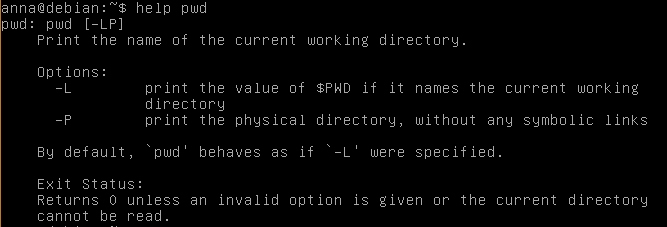 anna@debian:~$ help pwd
pwd: pwd [-LP]
    Print the name of the current working directory.

    Options:
      -L        print the value of $PWD if it names the current working
                directory
      -P        print the physical directory, without any symbolic links

    By default, `pwd' behaves as if `-L' were specified.

    Exit Status:
    Returns 0 unless an invalid option is given or the current directory
    cannot be read.